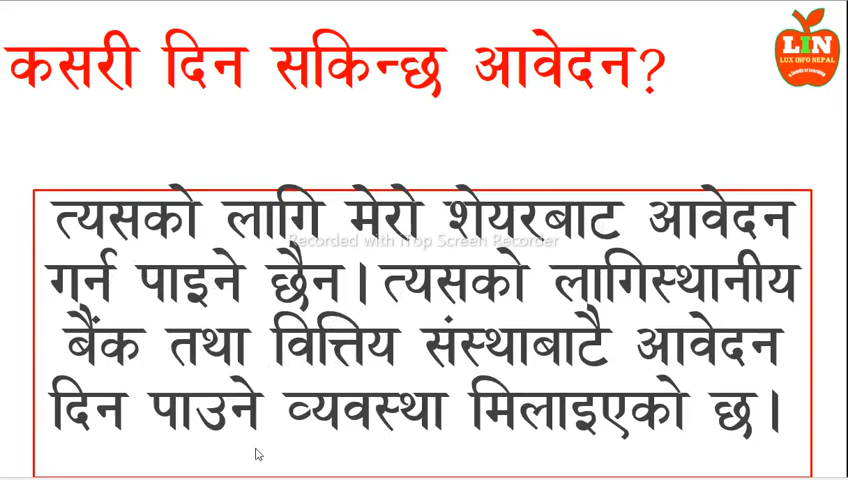 कसरी दिन सकिन्छ आवेदन?
LIN
LUX INFO NEPAL
त्यसको लागि मेरो शेयरबाट आवेदन
Recorded with iTop Screen Recorder
गर्न पाइने छैन। त्यसको लागिस्थानीय
बैंक तथा वित्तिय संस्थाबाटै आवेदन
दिन पाउने व्यवस्था मिलाइएको छ।